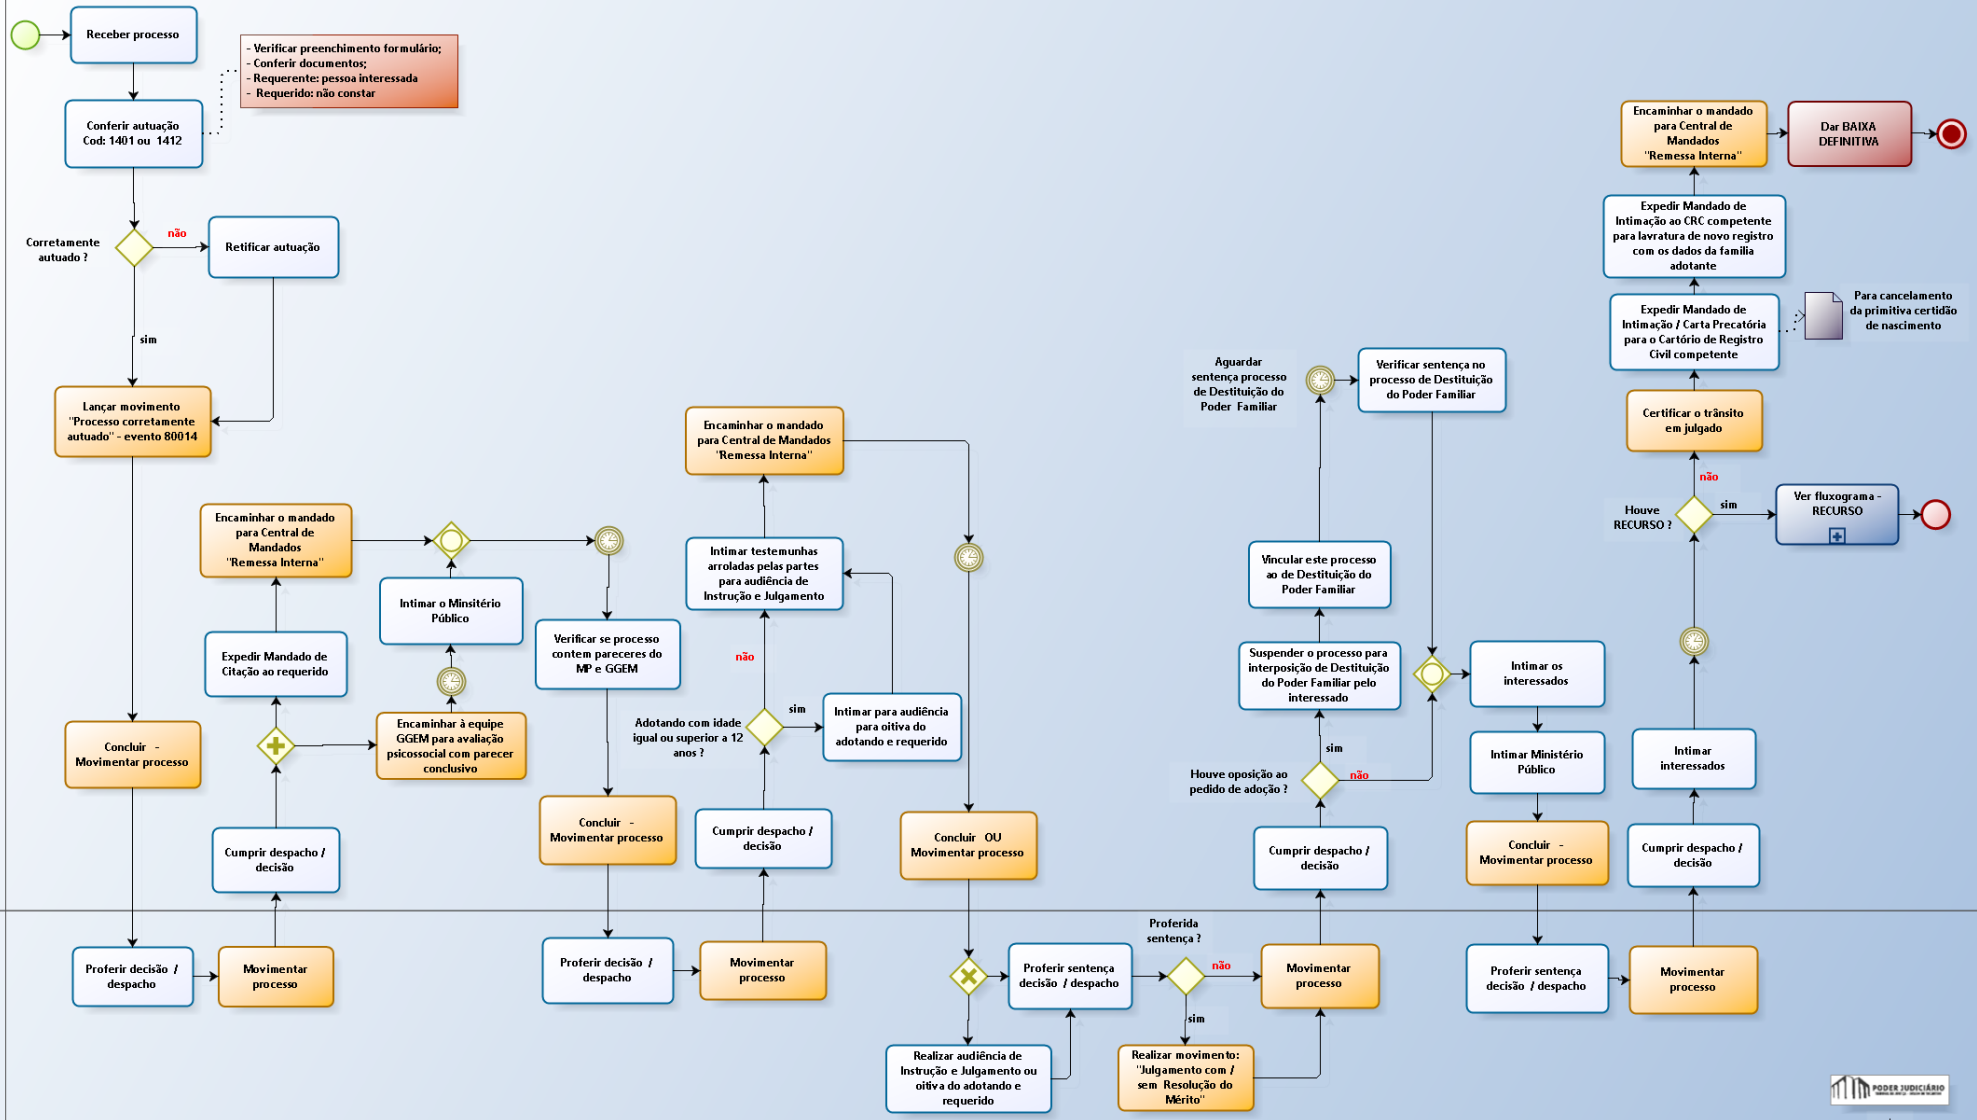 Receber processo
- Verificar preenchimento formulário;
- Conferir documentos;
- Requerente: pessoa interessada
- Requerido: não constar
Conferir autuação
Cod: 1401 ou 1412
Corretamente
autuado ?
não
Retificar autuação
sim
Lançar movimento
"Processo corretamente
autuado" - evento 80014
Concluir -
Movimentar processo
Proferir decisão /
despacho
Movimentar
processo
Cumprir despacho /
decisão
Expedir Mandado de
Citação ao requerido
Encaminhar o mandado
para Central de
Mandados
"Remessa Interna"
Encaminhar à equipe
GGEM para avaliação
psicossocial com parecer
conclusivo
Intimar o Minsitério
Público
Verificar se processo
contem pareceres do
MP e GGEM
Concluir -
Movimentar processo
Proferir decisão /
despacho
Movimentar
processo
Cumprir despacho /
decisão
Adotando com idade
igual ou superior a 12
anos ?
sim
não
Intimar para audiência
para oitiva do
adotando e requerido
Intimar testemunhas
arroladas pelas partes
para audiência de
Instrução e Julgamento
Encaminhar o mandado
para Central de Mandados
"Remessa Interna"
Concluir OU
Movimentar processo
Proferir sentença
decisão / despacho
Realizar audiência de
Instrução e Julgamento ou
oitiva do adotando e
requerido
Proferida
sentença ?
não
sim
Realizar movimento:
"Julgamento com /
sem Resolução do
Mérito"
Movimentar
processo
Cumprir despacho /
decisão
Houve oposição ao
pedido de adoção ?
sim
não
Suspender o processo para
interposição de Destituição
do Poder Familiar pelo
interessado
Vincular este processo
ao de Destituição do
Poder Familiar
Aguardar
sentença processo
de Destituição do
Poder Familiar
Verificar sentença no
processo de Destituição
do Poder Familiar
Intimar os
interessados
Intimar Ministério
Público
Concluir -
Movimentar processo
Proferir sentença
decisão / despacho
Movimentar
processo
Cumprir despacho /
decisão
Intimar
interessados
Houve
RECURSO ?
sim
não
Ver fluxograma -
RECURSO
Certificar o trânsito
em julgado
Expedir Mandado de
Intimação / Carta Precatória
para o Cartório de Registro
Civil competente
Para cancelamento
da primitiva certidão
de nascimento
Expedir Mandado de
Intimação ao CRC competente
para lavratura de novo registro
com os dados da familia
adotante
Encaminhar o mandado
para Central de
Mandados
"Remessa Interna"
Dar BAIXA
DEFINITIVA
PODER JUDICIÁRIO